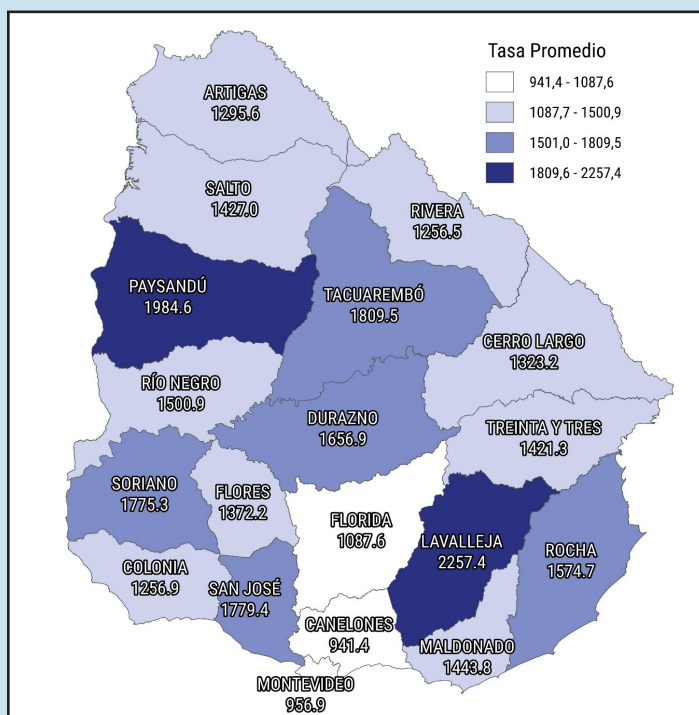 Tasa Promedio
941,4 - 1087,6
1087,7 - 1500,9
1501,0 - 1809,5
1809,6 - 2257,4
ARTIGAS
1295.6
SALTO
1427.0
RIVERA
1256.5
PAYSANDÚ
1984.6
TACUAREMBÓ
1809.5
CERRO LARGO
1323.2
RÍO NEGRO
1500.9
DURAZNO
1656.9
TREINTA Y TRES
1421.3
SORIANO
1775.3
FLORES
1372.2
FLORIDA
1087.6
LAVALLEJA
2257.4
ROCHA
1574.7
COLONIA
1256.9
SAN JOSÉ
1779.4
CANELONES
941.4
MALDONADO
1443.8
MONTEVIDEO
956.9